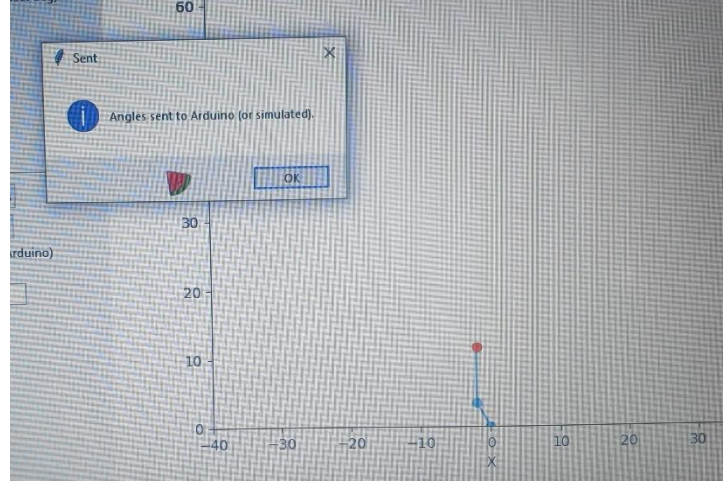 60
Sent
Angles sent to Arduino (or simulated).
OK
30
rduino)
20
10
0
−40 −30 −20 −10 0 10 20 30
X